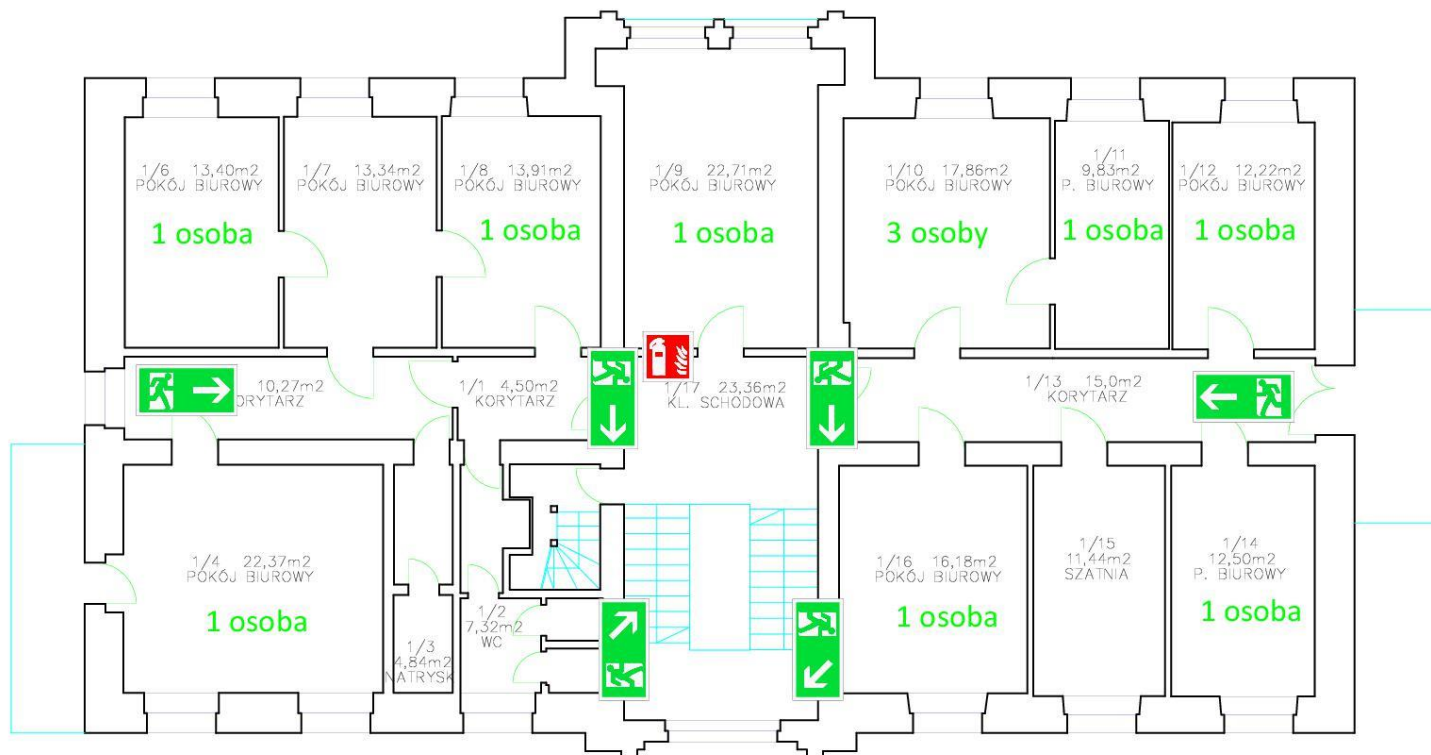 1/6 13,40m2
POKÓJ BIUROWY
1 osoba
1/7 13,34m2
POKÓJ BIUROWY
1/8 13,91m2
POKÓJ BIUROWY
1 osoba
1/9 22,71m2
POKÓJ BIUROWY
1 osoba
1/10 17,86m2
POKÓJ BIUROWY
3 osoby
1/11
9,83m2
P. BIUROWY
1 osoba
1/12 12,22m2
POKÓJ BIUROWY
1 osoba
10,27m2
ORYTARZ
1/1 4,50m2
KORYTARZ
1/17 23,36m2
KL. SCHODOWA
1/13 15,0m2
KORYTARZ
1/4 22,37m2
POKÓJ BIUROWY
1 osoba
1/3
4,84m2
NATRYSK
1/2
7,32m2
WC
1/16 16,18m2
POKÓJ BIUROWY
1 osoba
1/15
11,44m2
SZATNIA
1/14
12,50m2
P. BIUROWY
1 osoba